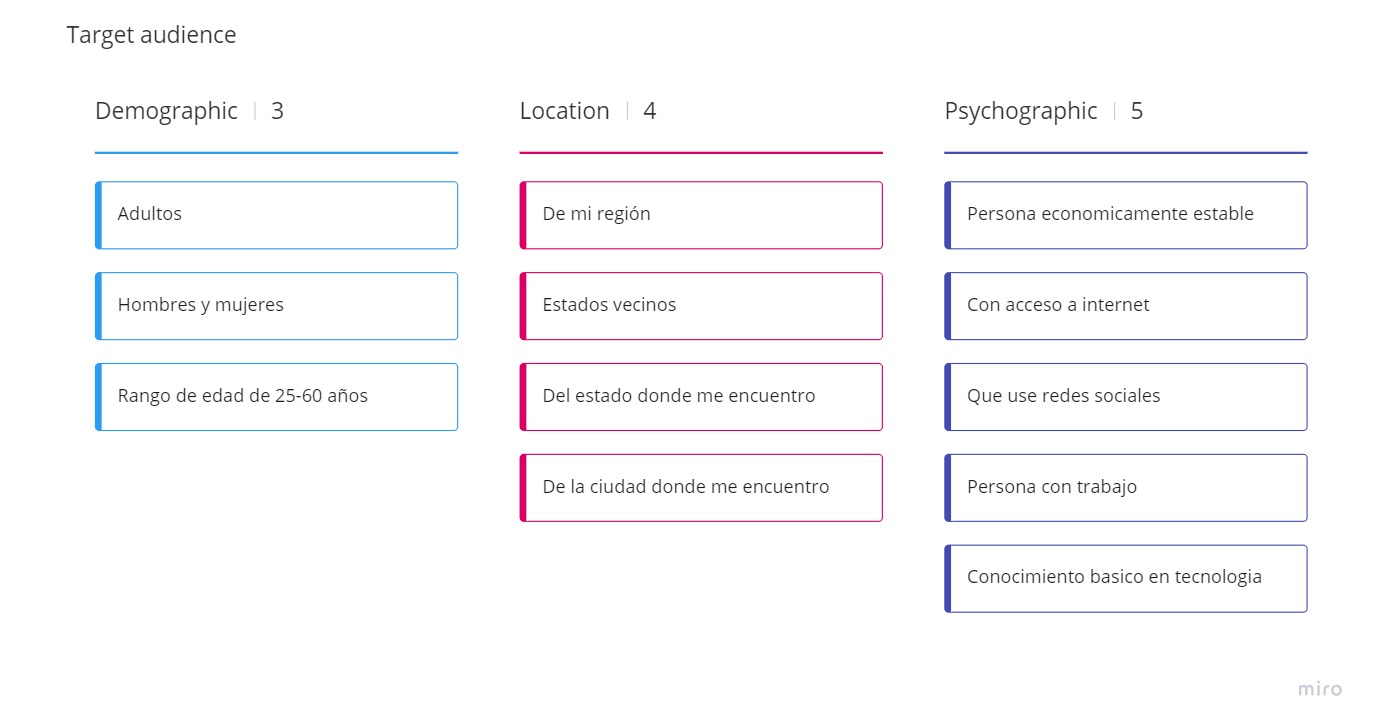 Target audience
Demographic | 3
Location | 4
Psychographic | 5
Adultos
De mi región
Persona economicamente estable
Hombres y mujeres
Estados vecinos
Con acceso a internet
Rango de edad de 25-60 años
Del estado donde me encuentro
Que use redes sociales
De la ciudad donde me encuentro
Persona con trabajo
Conocimiento basico en tecnologia
miro